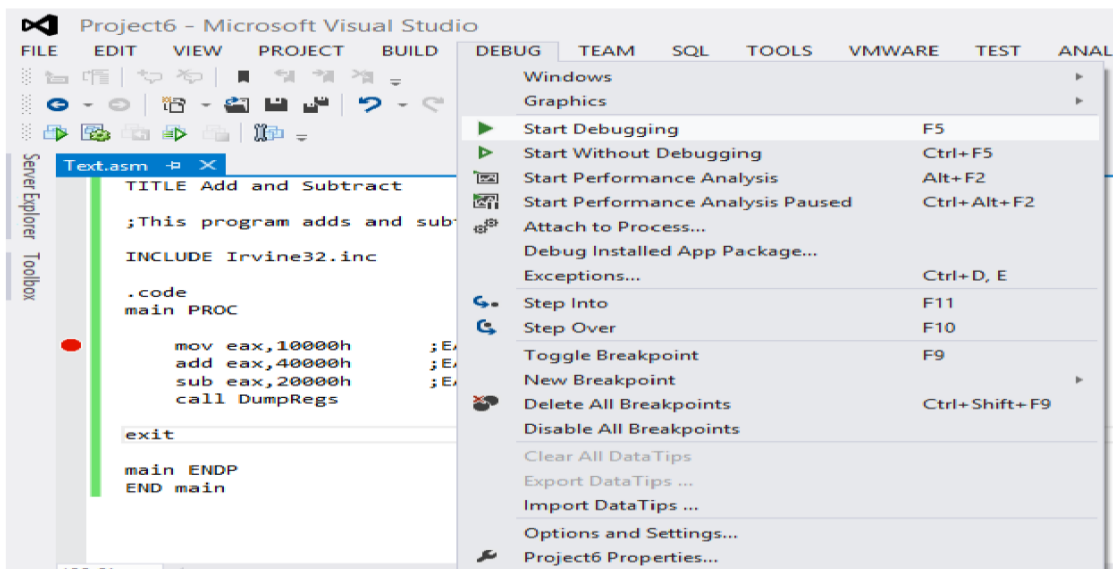 Project6 - Microsoft Visual Studio
FILE EDIT VIEW PROJECT BUILD DEBUG TEAM SQL TOOLS VMWARE TEST ANAL
Server Explorer
Toolbox
Text.asm
TITLE Add and Subtract
;This program adds and sub
INCLUDE Irvine32.inc
.code
main PROC
mov eax,10000h ;E
add eax,40000h ;E
sub eax,20000h ;E
call DumpRegs
exit
main ENDP
END main
Windows
Graphics
Start Debugging F5
Start Without Debugging Ctrl+F5
Start Performance Analysis Alt+F2
Start Performance Analysis Paused Ctrl+Alt+F2
Attach to Process...
Debug Installed App Package...
Exceptions... Ctrl+D, E
Step Into F11
Step Over F10
Toggle Breakpoint F9
New Breakpoint
Delete All Breakpoints Ctrl+Shift+F9
Disable All Breakpoints
Clear All DataTips
Export DataTips ...
Import DataTips ...
Options and Settings...
Project6 Properties...